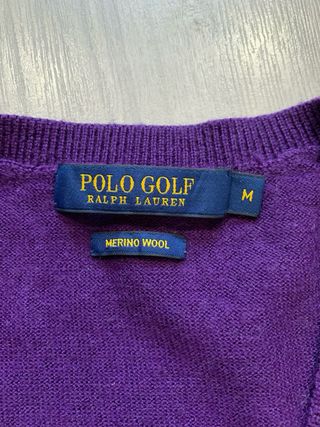 POLO GOLF
RALPH LAUREN
M
MERINO WOOL